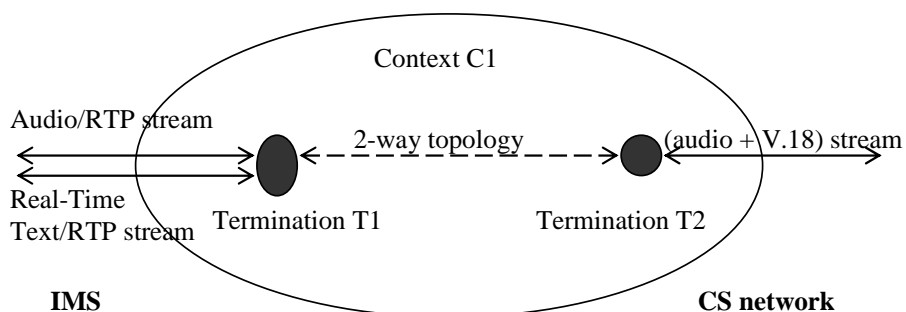 Context C1
Audio/RTP stream
2-way topology
(audio + V.18) stream
Real-Time
Text/RTP stream
Termination T1
Termination T2
IMS
CS network